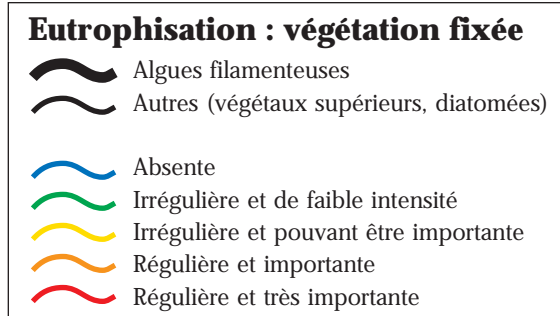 Eutrophisation : végétation fixée
Algues filamenteuses
Autres (végétaux supérieurs, diatomées)
Absente
Irrégulière et de faible intensité
Irrégulière et pouvant être importante
Régulière et importante
Régulière et très importante